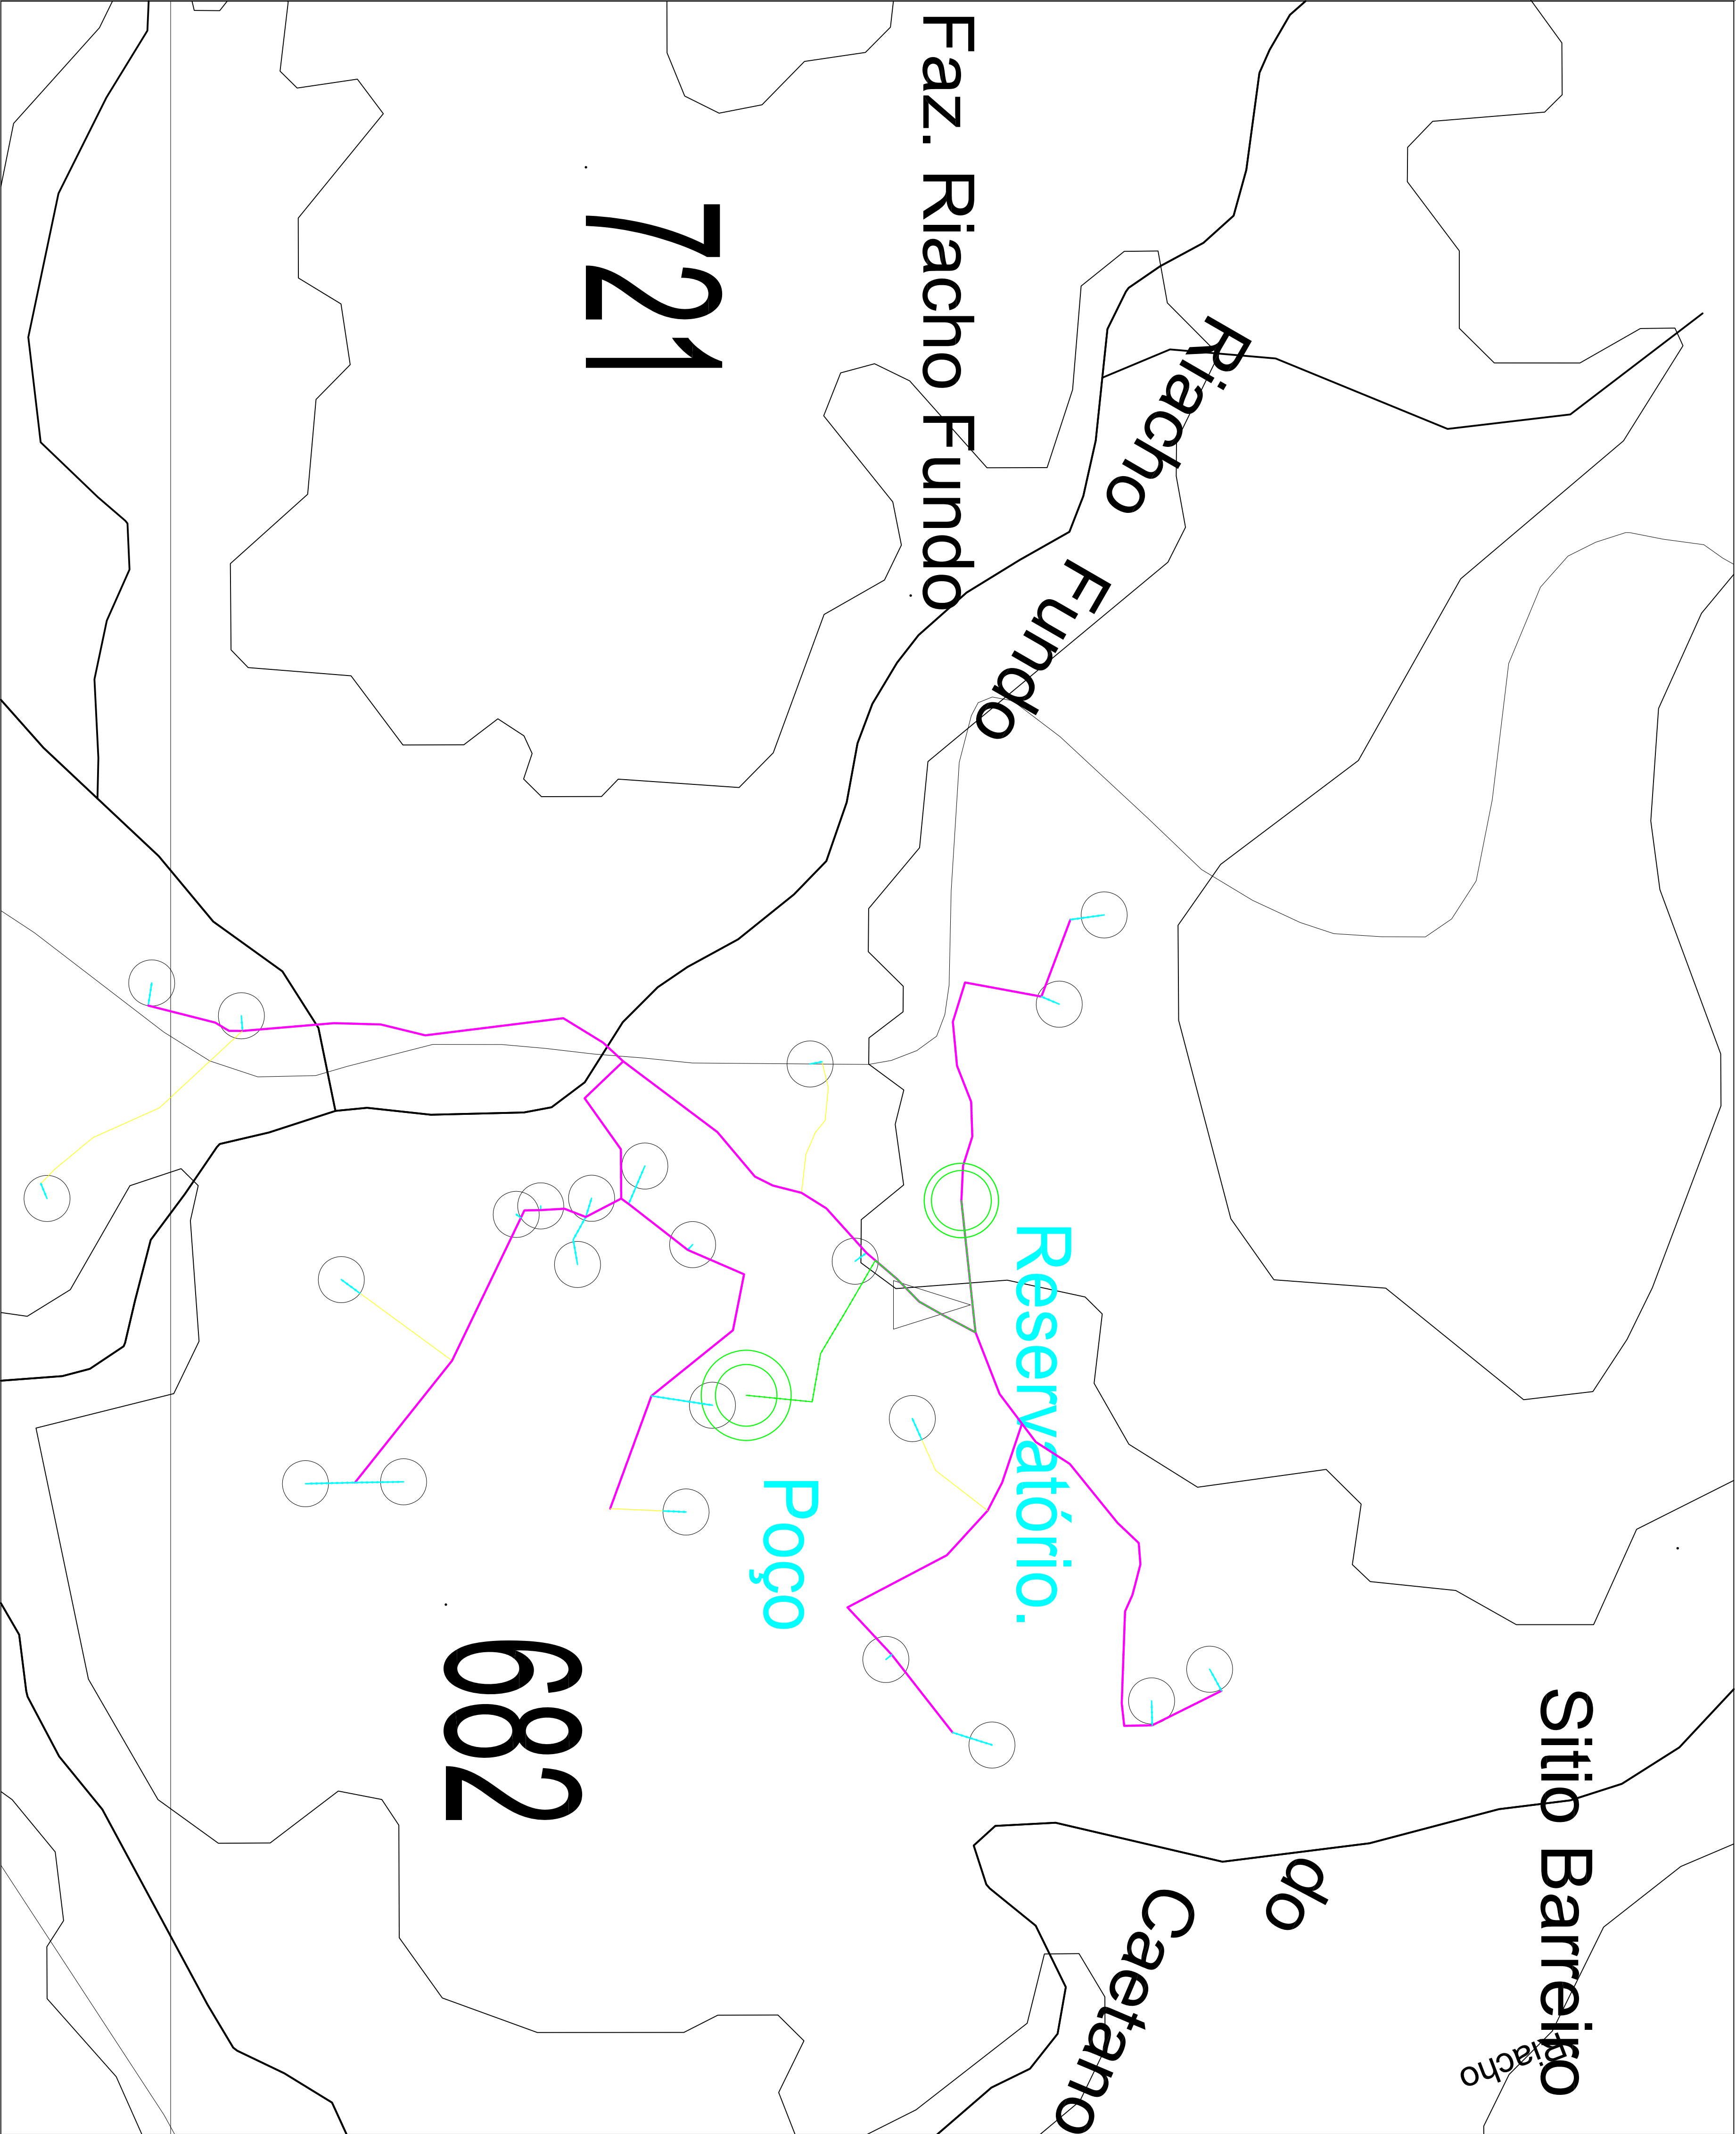 Faz. Riacho Fundo
721
Riacho Fundo
Reservatório.
Poço
682
Sitio Barreiro
Riacho
do
Caetano